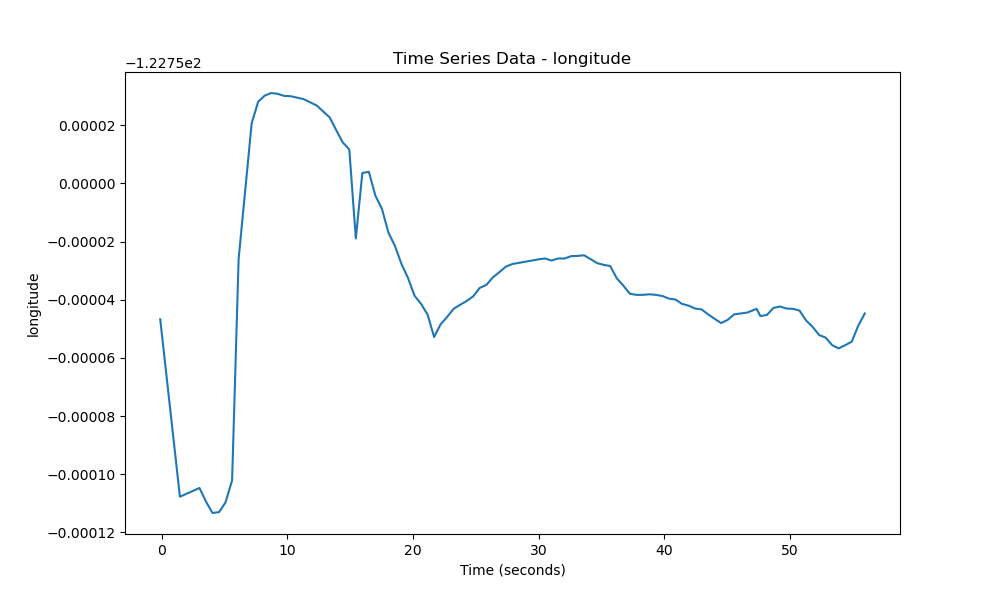 Time Series Data - longitude
−1.2275e2
0.00002
0.00000
−0.00002
−0.00004
−0.00006
−0.00008
−0.00010
−0.00012
longitude
0 10 20 30 40 50
Time (seconds)